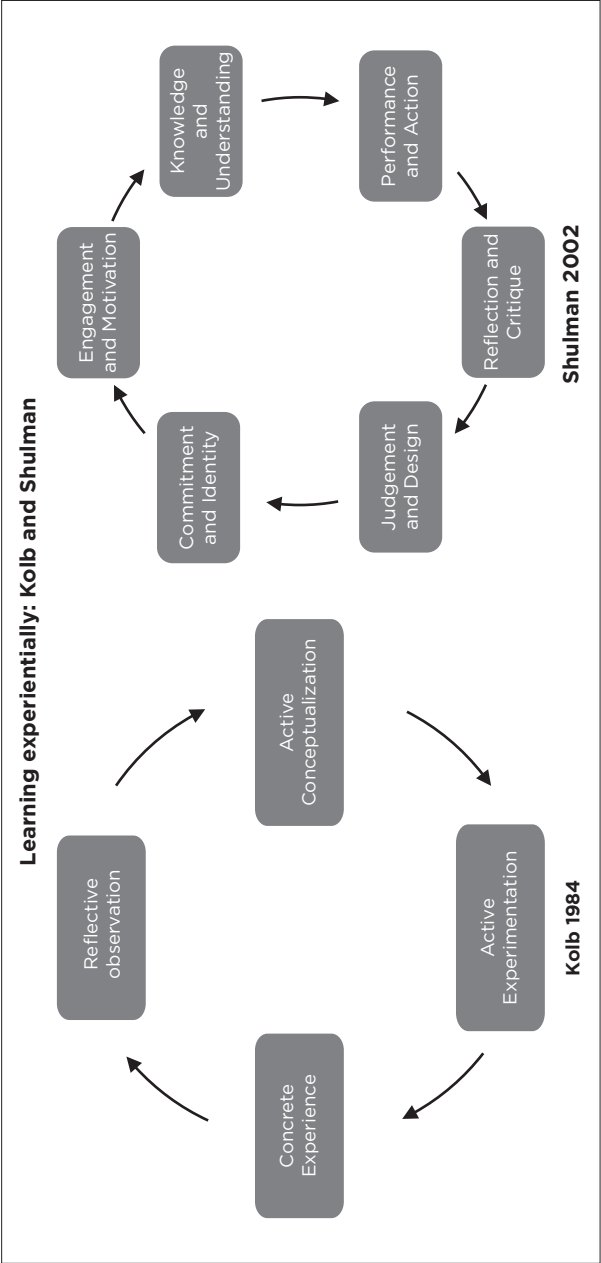 Learning experientially: Kolb and Shulman
Reflective
observation
Active
Conceptualization
Active
Experimentation
Concrete
Experience
Kolb 1984
Engagement
and Motivation
Knowledge
and
Understanding
Performance
and Action
Reflection and
Critique
Judgement
and Design
Commitment
and Identity
Shulman 2002